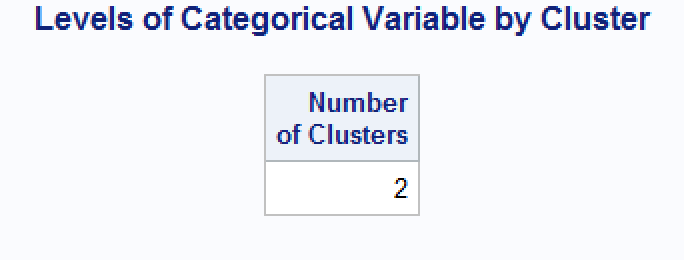 Levels of Categorical Variable by Cluster
Number
of Clusters
2